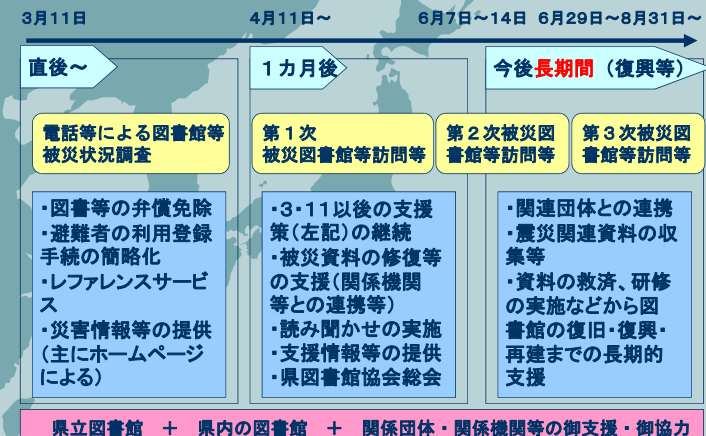 3月11日
4月11日～
6月7日～14日 6月29日～8月31日～
直後～
1カ月後
今後長期間（復興等）
電話等による図書館等
被災状況調査
第1次
被災図書館等訪問等
第2次被災図
書館等訪問等
第3次被災図
書館等訪問等
・図書等の弁償免除
・避難者の利用登録
手続の簡略化
・レファレンスサービ
ス
・災害情報等の提供
（主にホームページ
による）
・3・11以後の支援
策（左記）の継続
・被災資料の修復等
の支援（関係機関
等との連携等）
・読み聞かせの実施
・支援情報等の提供
・県図書館協会総会
・関連団体との連携
・震災関連資料の収
集等
・資料の救済、研修
の実施などから図
書館の復旧・復興・
再建までの長期的
支援
県立図書館 ＋ 県内の図書館 ＋ 関係団体・関係機関等の御支援・御協力